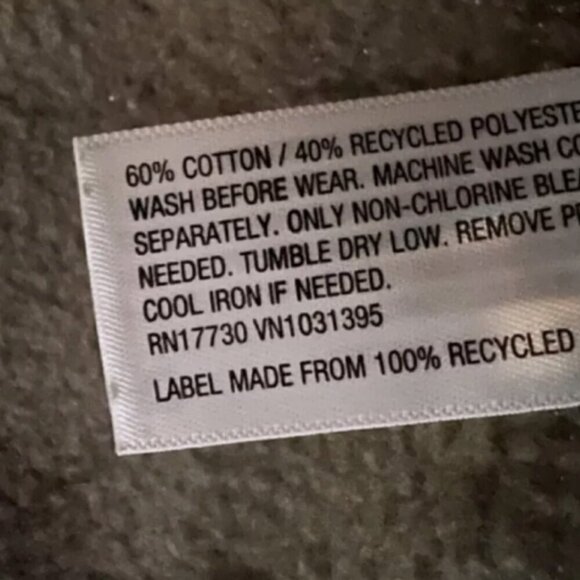 60% COTTON / 40% RECYCLED POLYESTE
WASH BEFORE WEAR. MACHINE WASH CO
SEPARATELY. ONLY NON-CHLORINE BLEA
NEEDED. TUMBLE DRY LOW. REMOVE PR
COOL IRON IF NEEDED.
RN17730 VN1031395
LABEL MADE FROM 100% RECYCLED